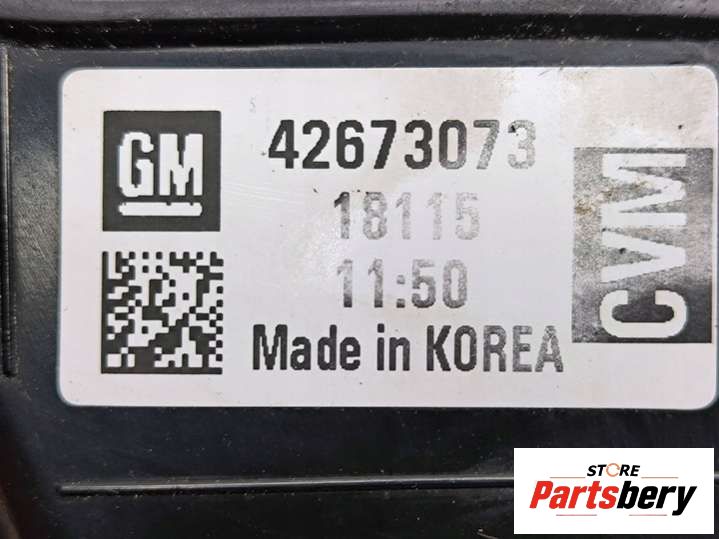 GM
42673073
18115
11:50
Made in KOREA
CVM
STORE
Partsbery